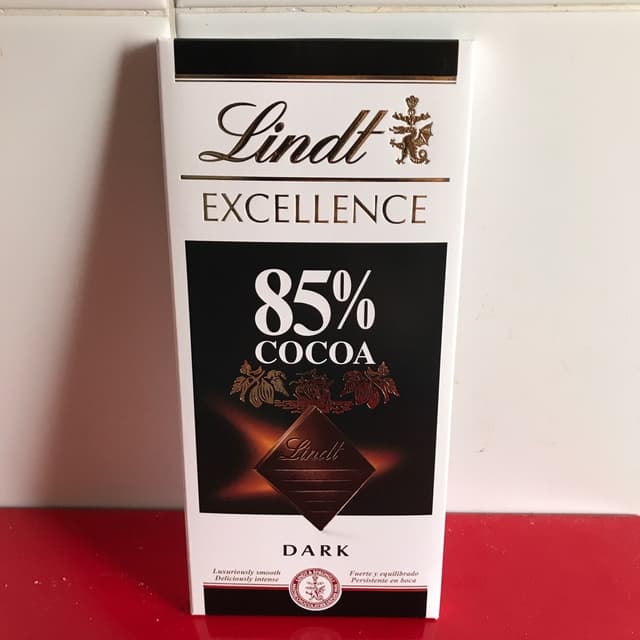 Lindt
EXCELLENCE
85%
COCOA
Lindt
DARK
Luxuriously smooth
Deliciously intense
Fuerte y equilibrado
Persistente en boca